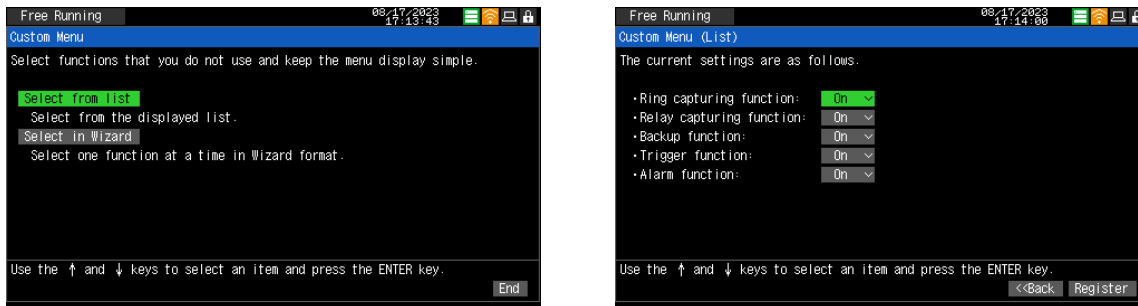 Free Running
08/17/2023
17:13:43
Custom Menu
Select functions that you do not use and keep the menu display simple.
Select from list
Select from the displayed list.
Select in Wizard
Select one function at a time in Wizard format.
Use the ↑ and ↓ keys to select an item and press the ENTER key.
End
Free Running
08/17/2023
17:14:00
Custom Menu (List)
The current settings are as follows.
・Ring capturing function: On
・Relay capturing function: On
・Backup function: On
・Trigger function: On
・Alarm function: On
Use the ↑ and ↓ keys to select an item and press the ENTER key.
<<Back Register